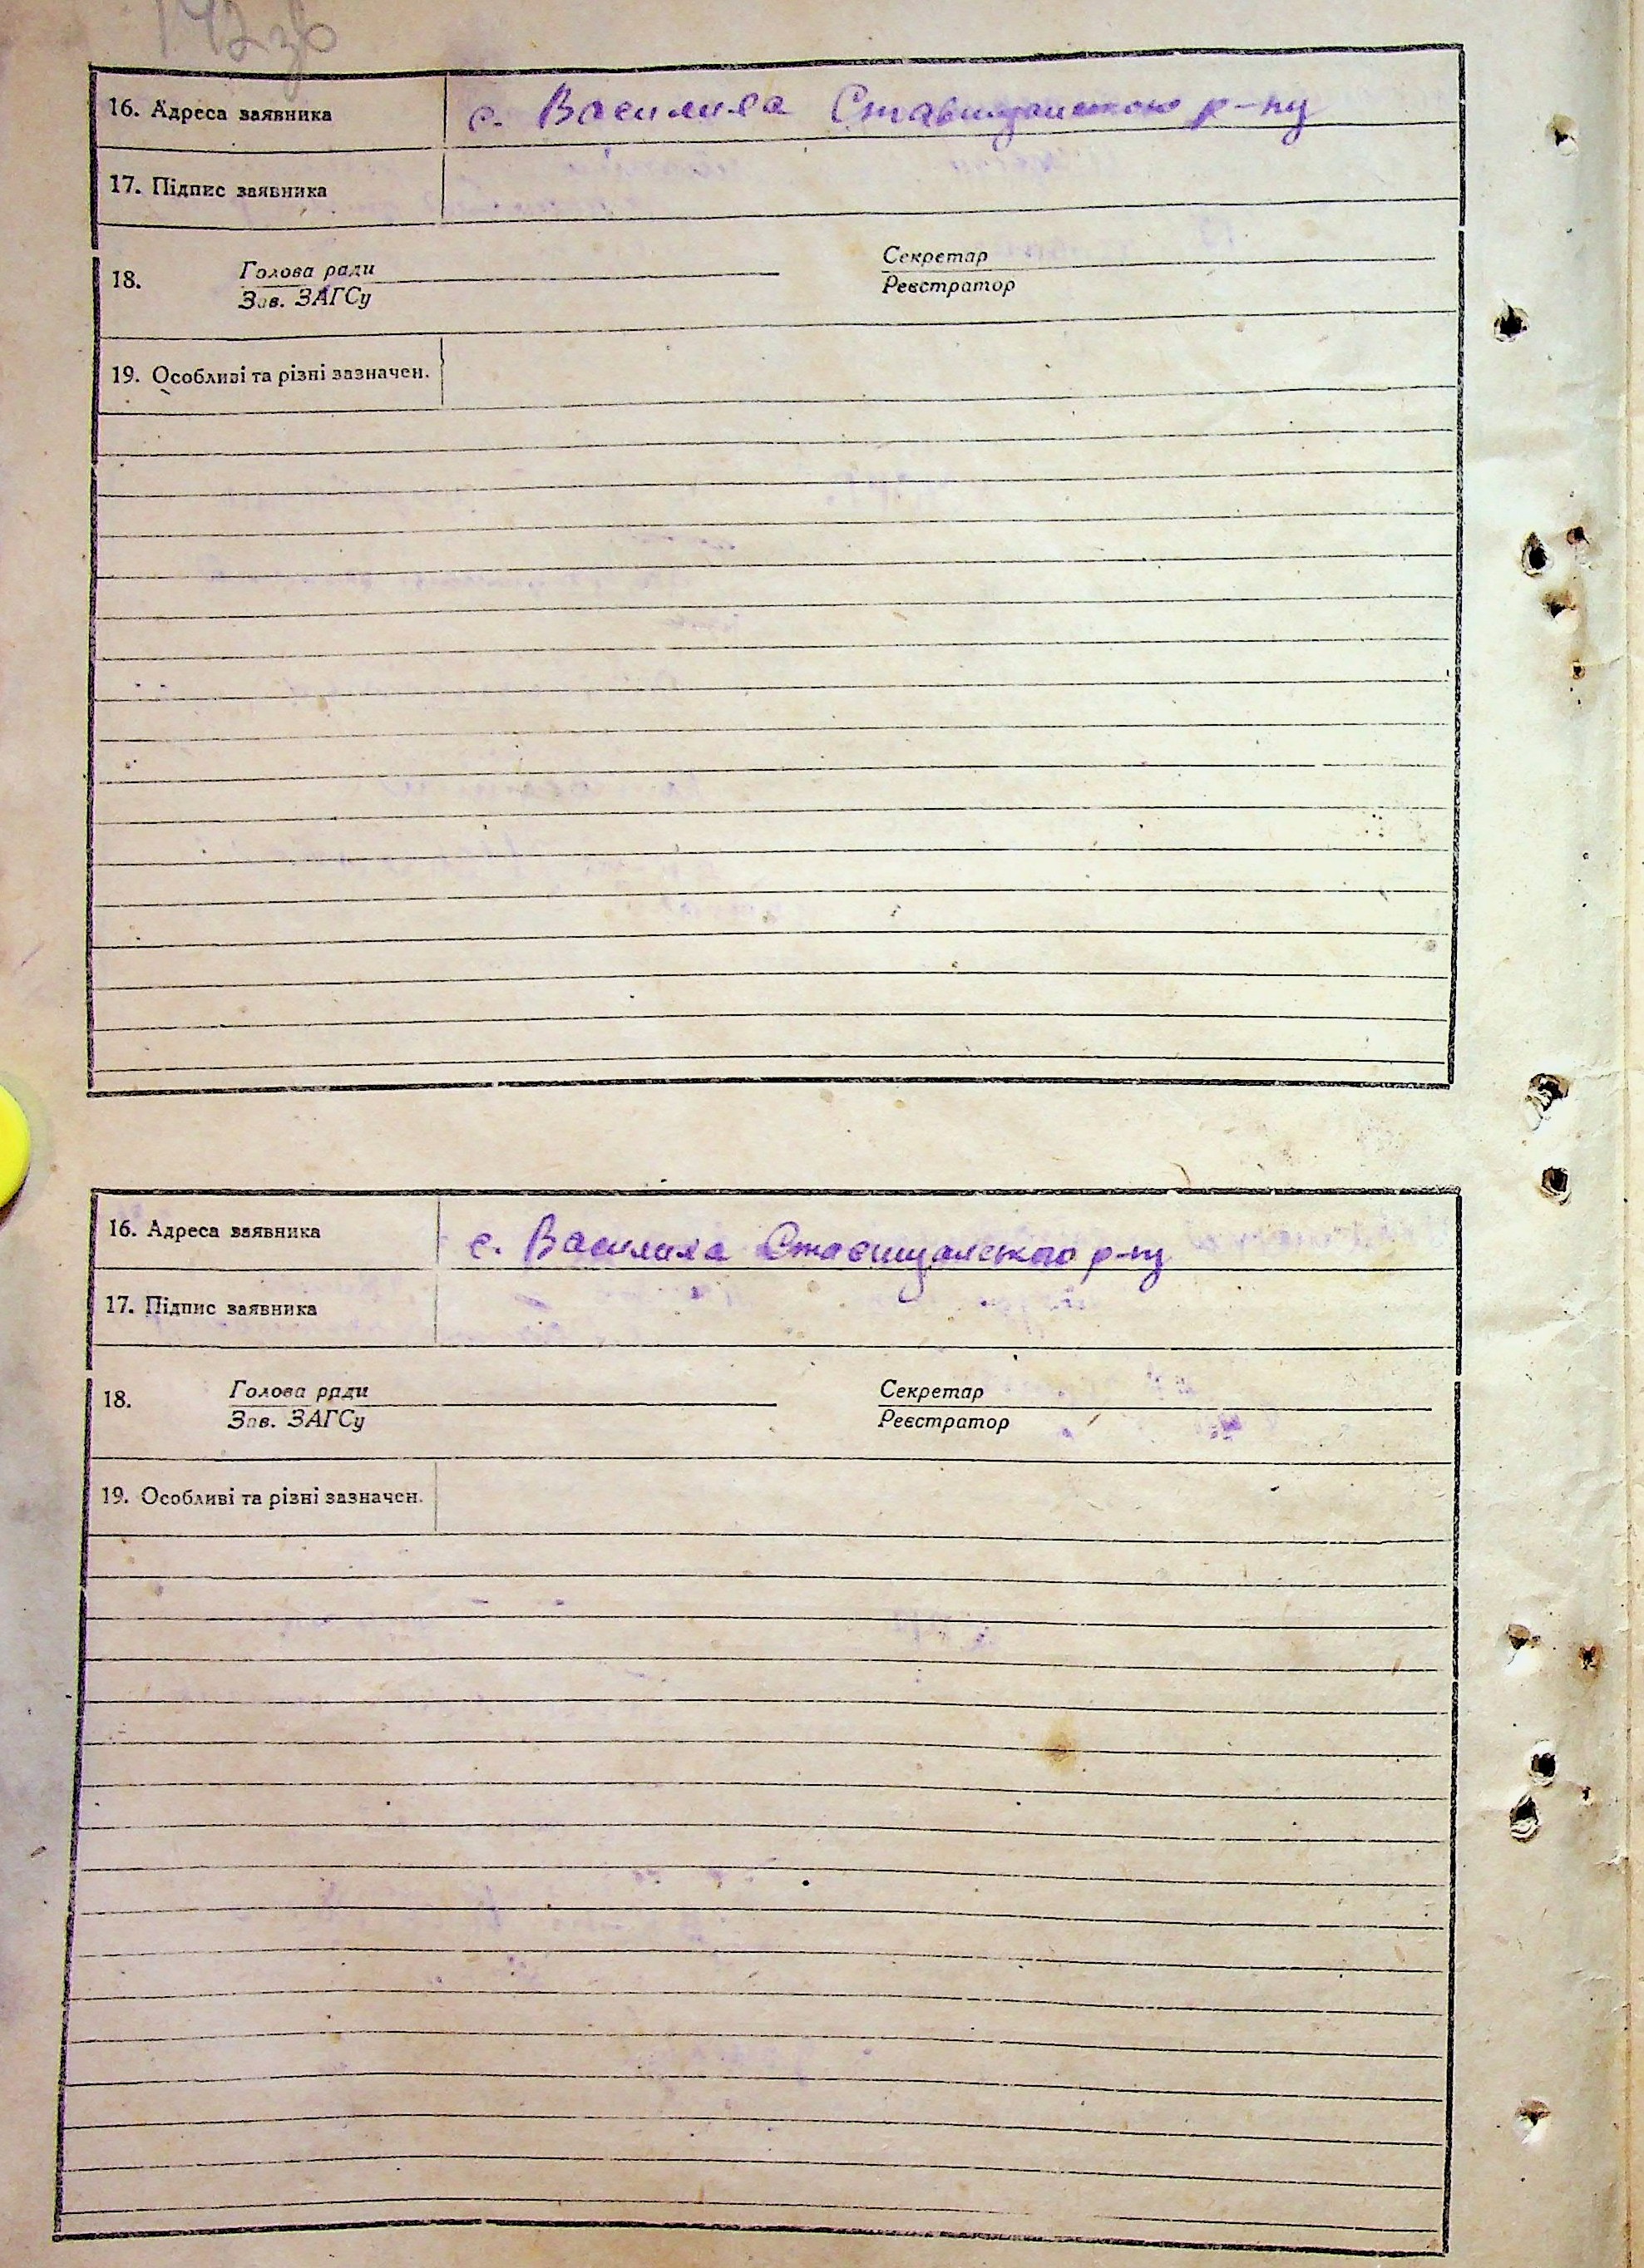 142зв
16. Адреса заявника с. Василиха Ставищанського р-ну
17. Підпис заявника
18. Голова ради Секретар
Зав. ЗАГСу Реєстратор
19. Особливі та різні зазначен.
16. Адреса заявника с. Василиха Ставищанського р-ну
17. Підпис заявника
18. Голова ради Секретар
Зав. ЗАГСу Реєстратор
19. Особливі та різні зазначен.